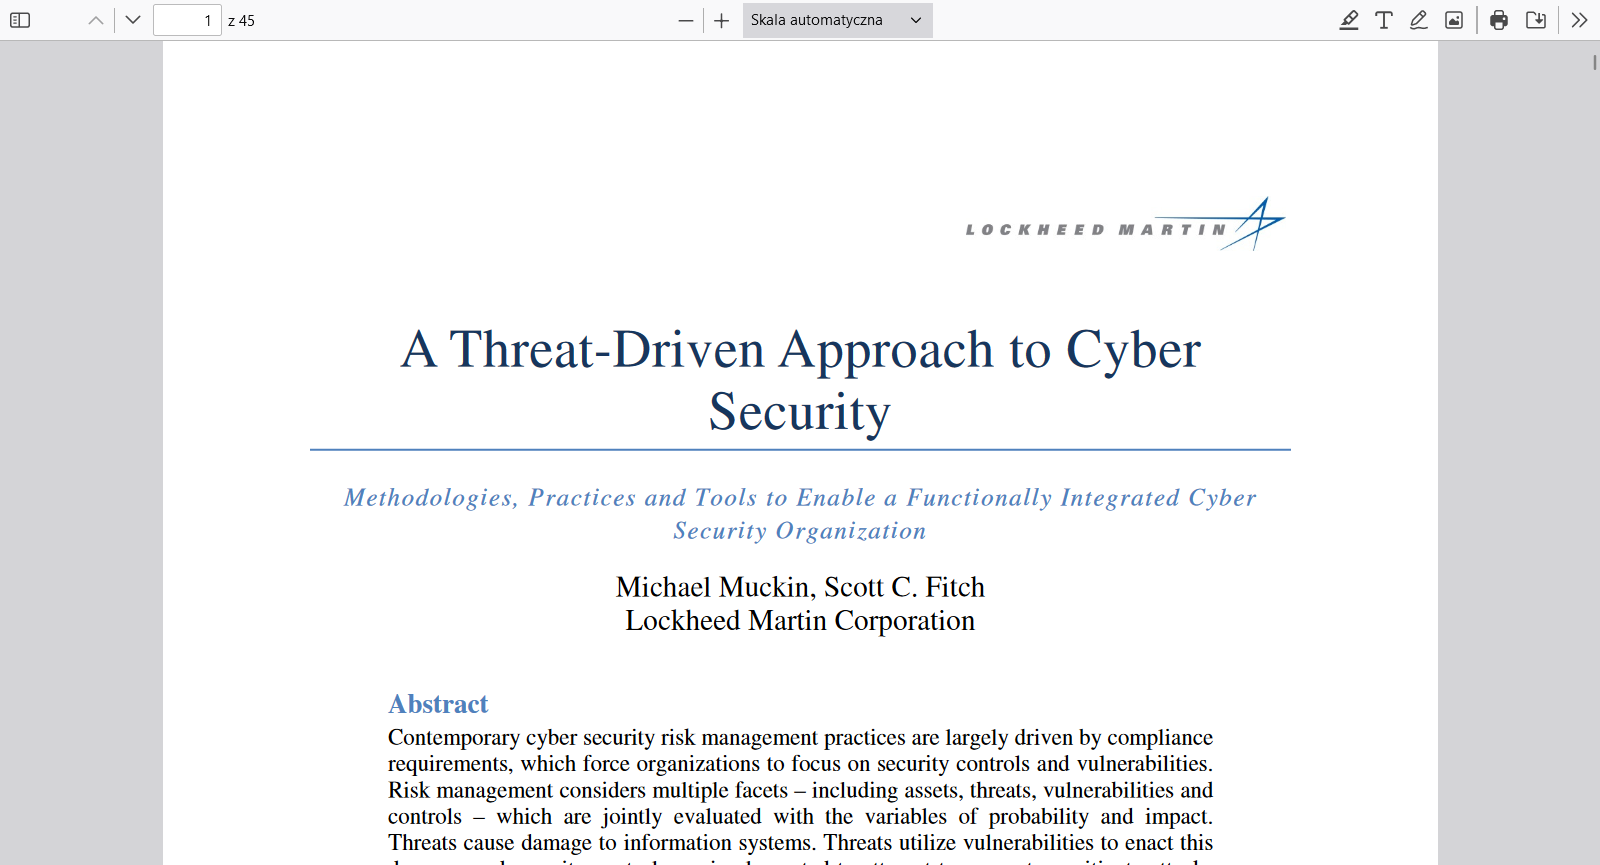 1 z 45 Skala automatyczna
LOCKHEED MARTIN
A Threat-Driven Approach to Cyber
Security
Methodologies, Practices and Tools to Enable a Functionally Integrated Cyber
Security Organization
Michael Muckin, Scott C. Fitch
Lockheed Martin Corporation
Abstract
Contemporary cyber security risk management practices are largely driven by compliance
requirements, which force organizations to focus on security controls and vulnerabilities.
Risk management considers multiple facets – including assets, threats, vulnerabilities and
controls – which are jointly evaluated with the variables of probability and impact.
Threats cause damage to information systems. Threats utilize vulnerabilities to enact this